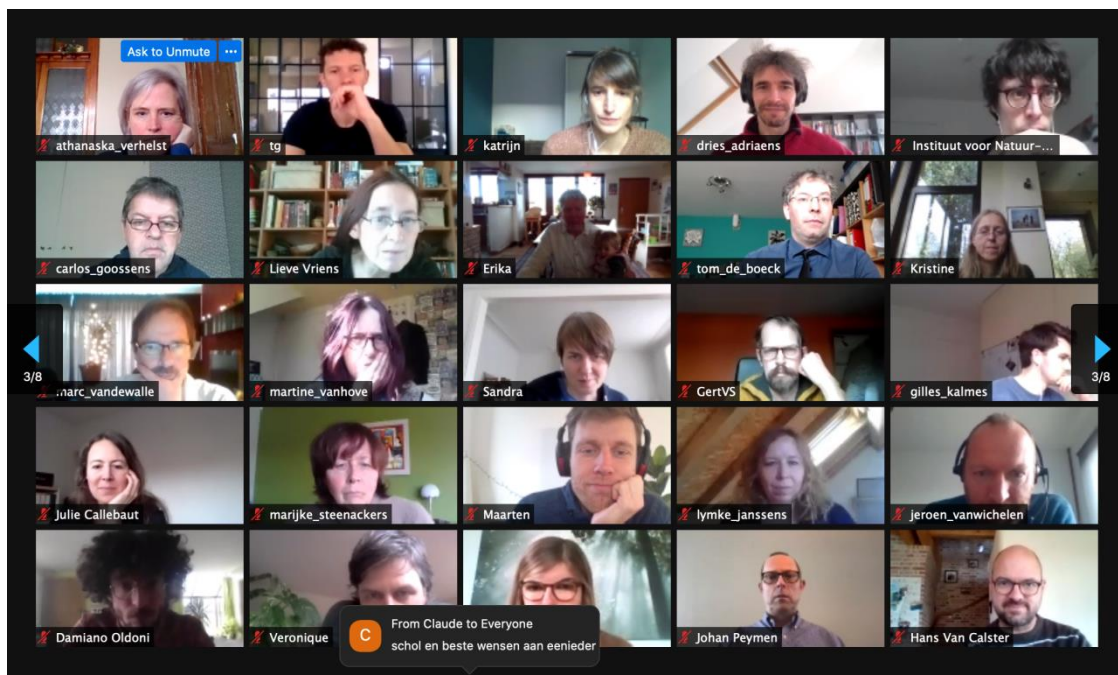 Ask to Unmute
athanaska_verhelst
tg
katrijn
dries_adriaens
Instituut voor Natuur-...
carlos_goossens
Lieve Vriens
Erika
tom_de_boeck
Kristine
3/8
marc_vandewalle
martine_vanhove
Sandra
GertVS
gilles_kalmes
3/8
Julie Callebaut
marijke_steenackers
Maarten
lymke_janssens
jeroen_vanwichelen
Damiano Oldoni
Veronique
C
From Claude to Everyone
schol en beste wensen aan eenieder
Johan Peymen
Hans Van Calster